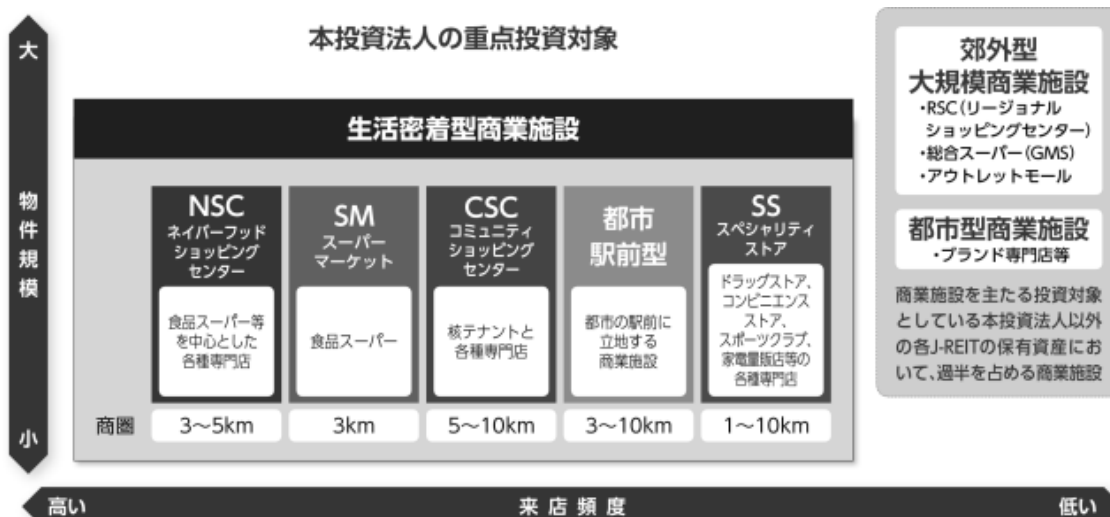 本投資法人の重点投資対象
大
物件規模
小
生活密着型商業施設
NSC
ネイバーフッド
ショッピング
センター
食品スーパー等
を中心とした
各種専門店
SM
スーパー
マーケット
食品スーパー
CSC
コミュニティ
ショッピング
センター
核テナントと
各種専門店
都市
駅前型
都市の駅前に
立地する
商業施設
SS
スペシャリティ
ストア
ドラッグストア、
コンビニエンス
ストア、
スポーツクラブ、
家電量販店等の
各種専門店
商圏 3~5km 3km 5~10km 3~10km 1~10km
郊外型
大規模商業施設
・RSC(リージョナル
ショッピングセンター)
・総合スーパー(GMS)
・アウトレットモール
都市型商業施設
・ブランド専門店等
商業施設を主たる投資対象
としている本投資法人以外
の各J-REITの保有資産にお
いて、過半を占める商業施設
高い 来店頻度 低い